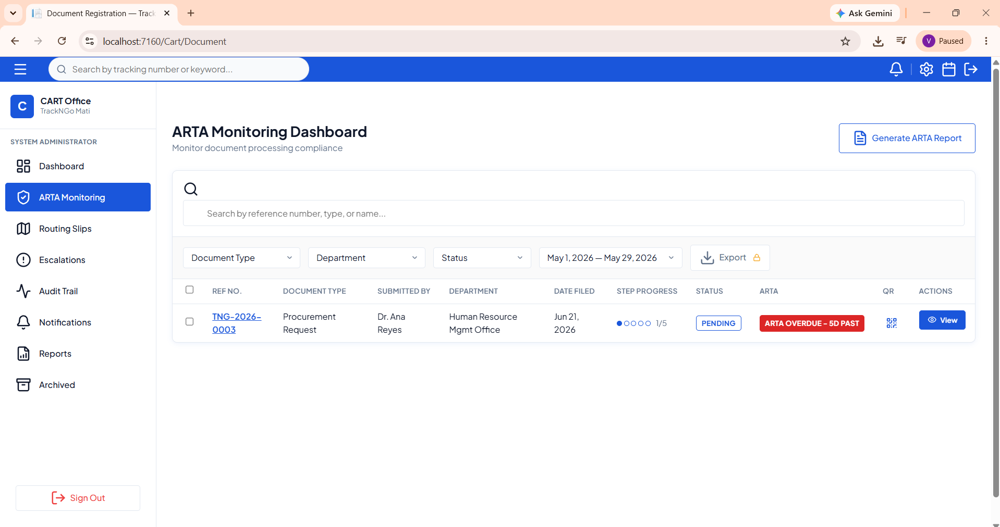 Document Registration — Track
Ask Gemini
localhost:7160/Cart/Document
V Paused
Search by tracking number or keyword...
C
CART Office
TrackNGo Mati
SYSTEM ADMINISTRATOR
Dashboard
ARTA Monitoring
Routing Slips
Escalations
Audit Trail
Notifications
Reports
Archived
Sign Out
ARTA Monitoring Dashboard
Monitor document processing compliance
Generate ARTA Report
Search by reference number, type, or name...
Document Type
Department
Status
May 1, 2026 — May 29, 2026
Export
REF NO. DOCUMENT TYPE SUBMITTED BY DEPARTMENT DATE FILED STEP PROGRESS STATUS ARTA QR ACTIONS
TNG-2026-
0003
Procurement
Request
Dr. Ana
Reyes
Human Resource
Mgmt Office
Jun 21,
2026
1/5
PENDING
ARTA OVERDUE - 5D PAST
View